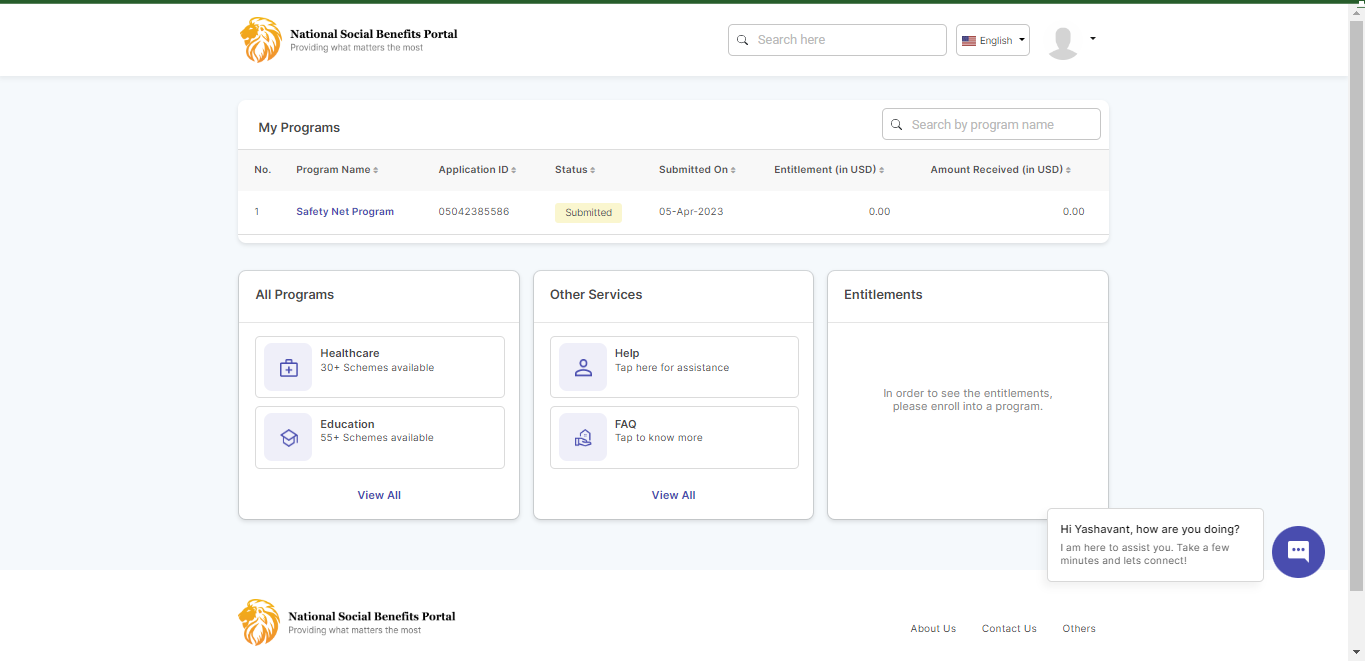 National Social Benefits Portal
Providing what matters the most
Search here
English
My Programs
Search by program name
No. Program Name Application ID Status Submitted On Entitlement (in USD) Amount Received (in USD)
1 Safety Net Program 05042385586 Submitted 05-Apr-2023 0.00 0.00
All Programs
Healthcare
30+ Schemes available
Education
55+ Schemes available
View All
Other Services
Help
Tap here for assistance
FAQ
Tap to know more
View All
Entitlements
In order to see the entitlements,
please enroll into a program.
Hi Yashavant, how are you doing?
I am here to assist you. Take a few
minutes and lets connect!
National Social Benefits Portal
Providing what matters the most
About Us Contact Us Others